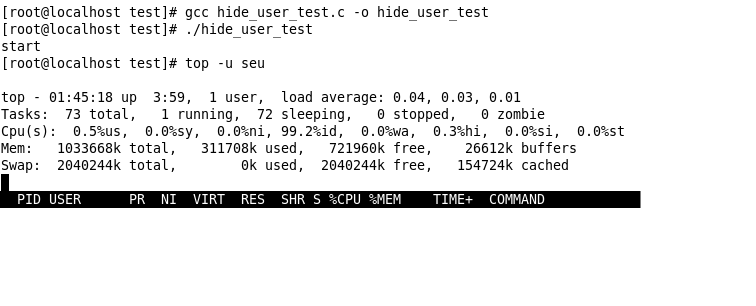 [root@localhost test]# gcc hide_user_test.c -o hide_user_test
[root@localhost test]# ./hide_user_test
start
[root@localhost test]# top -u seu
top - 01:45:18 up  3:59,  1 user,  load average: 0.04, 0.03, 0.01
Tasks:  73 total,   1 running,  72 sleeping,   0 stopped,   0 zombie
Cpu(s):  0.5%us,  0.0%sy,  0.0%ni, 99.2%id,  0.0%wa,  0.3%hi,  0.0%si,  0.0%st
Mem:   1033668k total,   311708k used,   721960k free,    26612k buffers
Swap:  2040244k total,        0k used,  2040244k free,   154724k cached
  PID USER      PR  NI  VIRT  RES  SHR S %CPU %MEM    TIME+  COMMAND